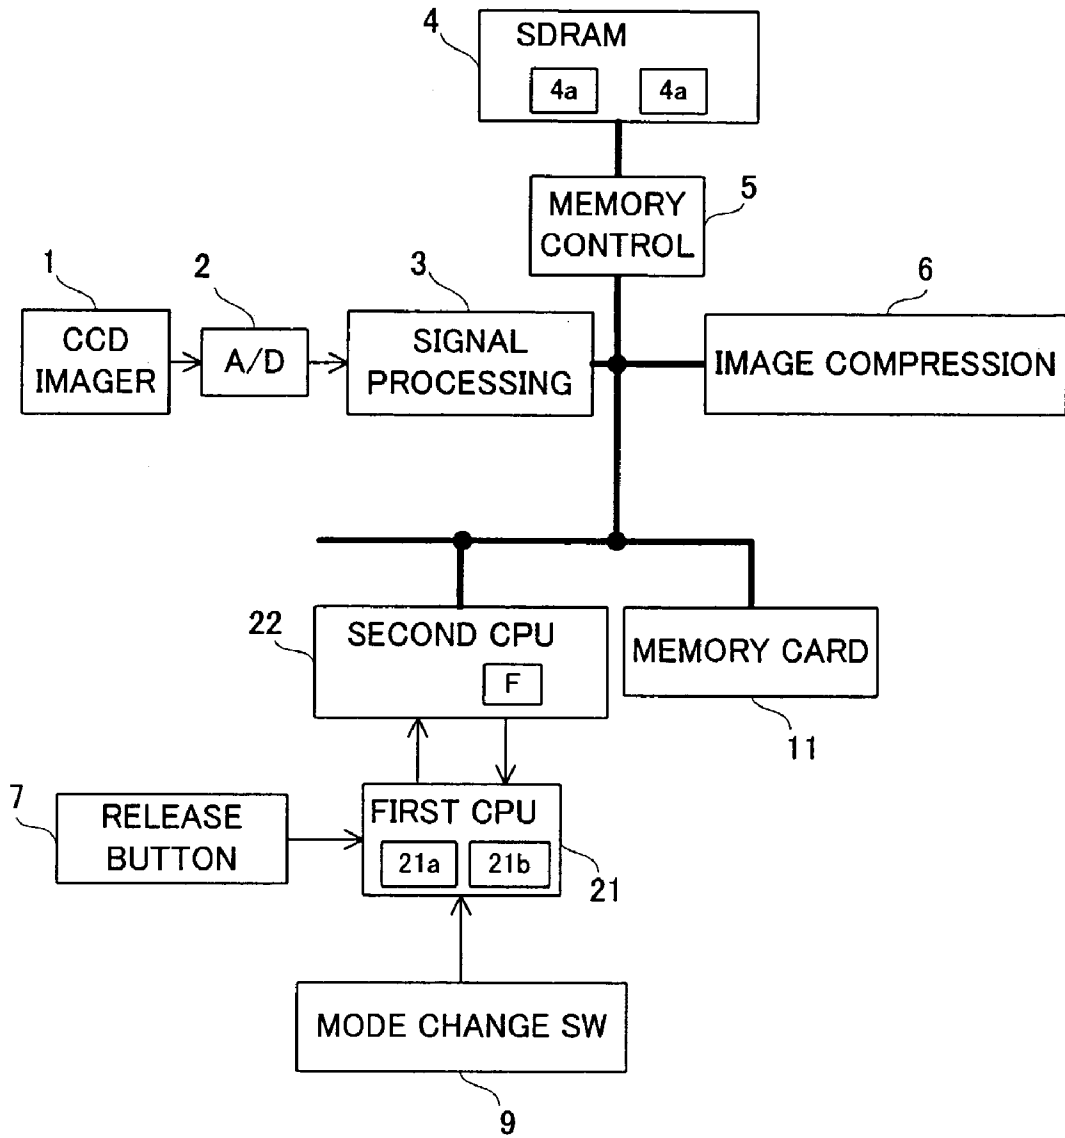 4
SDRAM
4a
4a
MEMORY
CONTROL
5
1
2
3
6
CCD
IMAGER
A/D
SIGNAL
PROCESSING
IMAGE COMPRESSION
22
SECOND CPU
F
MEMORY CARD
11
7
RELEASE
BUTTON
FIRST CPU
21a
21b
21
MODE CHANGE SW
9